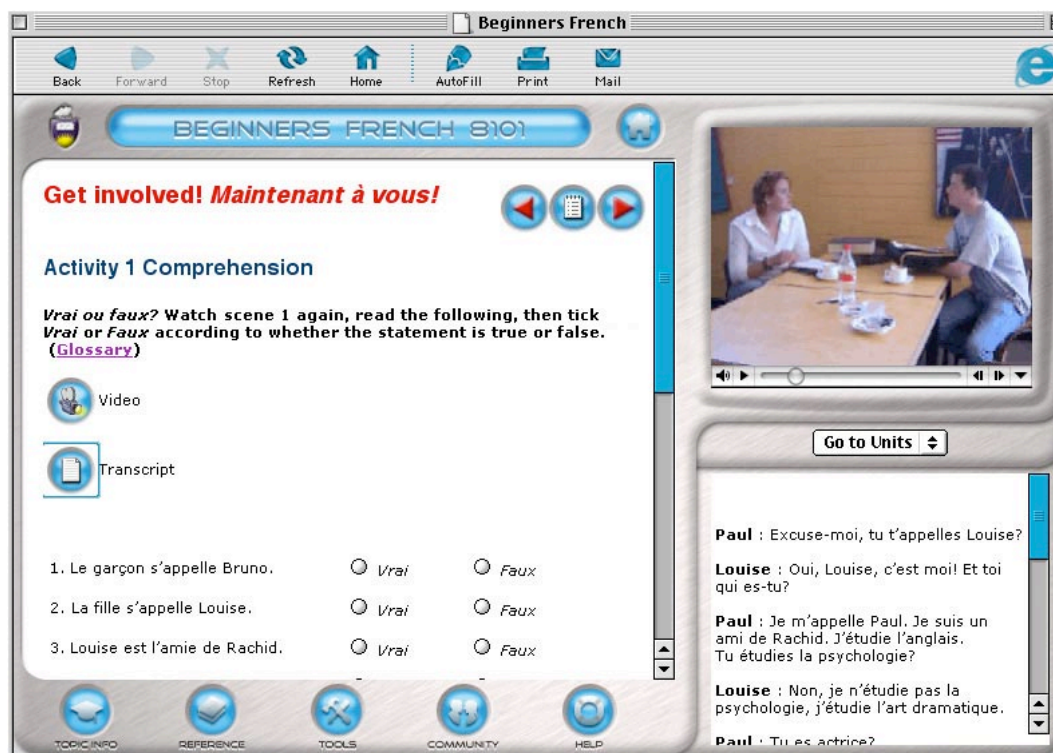 Beginners French
Back Forward Stop Refresh Home AutoFill Print Mail
BEGINNERS FRENCH 8101
Get involved! Maintenant à vous!
Activity 1 Comprehension
Vrai ou faux? Watch scene 1 again, read the following, then tick
Vrai or Faux according to whether the statement is true or false.
(Glossary)
Video
Transcript
1. Le garçon s'appelle Bruno. Vrai Faux
2. La fille s'appelle Louise. Vrai Faux
3. Louise est l'amie de Rachid. Vrai Faux
TOPIC INFO REFERENCE TOOLS COMMUNITY HELP
Go to Units
Paul : Excuse-moi, tu t'appelles Louise?
Louise : Oui, Louise, c'est moi! Et toi
qui es-tu?
Paul : Je m'appelle Paul. Je suis un
ami de Rachid. J'étudie l'anglais.
Tu étudies la psychologie?
Louise : Non, je n'étudie pas la
psychologie, j'étudie l'art dramatique.
Paul : Tu es actrice?